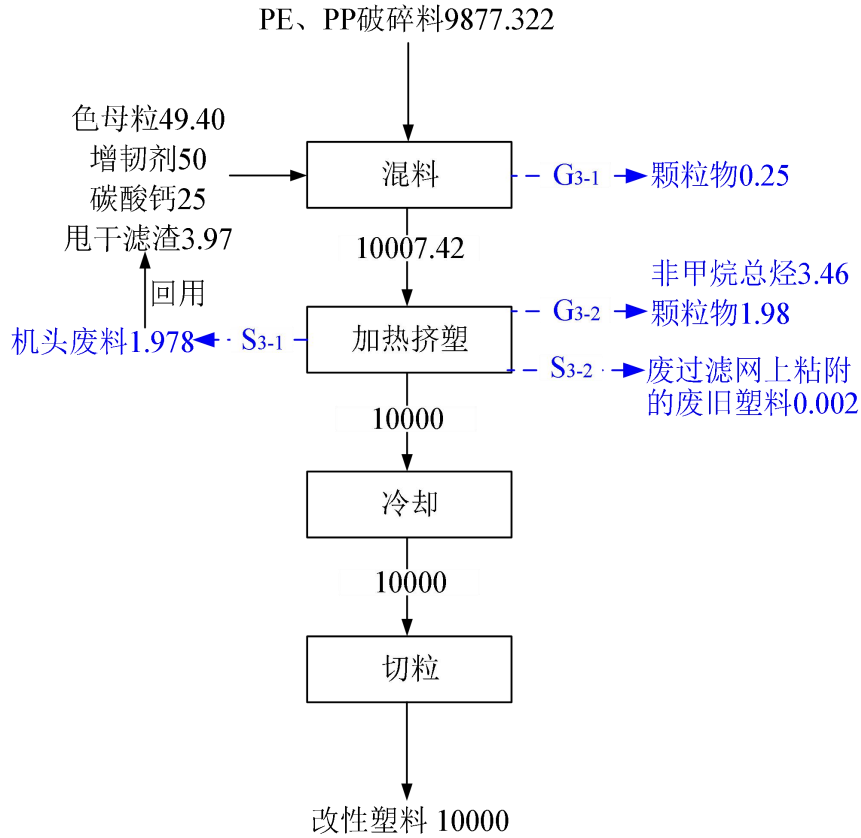 PE、PP破碎料9877.322
色母粒49.40
增韧剂50
碳酸钙25
甩干滤渣3.97
混料
G3-1
颗粒物0.25
10007.42
回用
机头废料1.978
S3-1
加热挤塑
G3-2
非甲烷总烃3.46
颗粒物1.98
S3-2
废过滤网上粘附
的废旧塑料0.002
10000
冷却
10000
切粒
改性塑料 10000